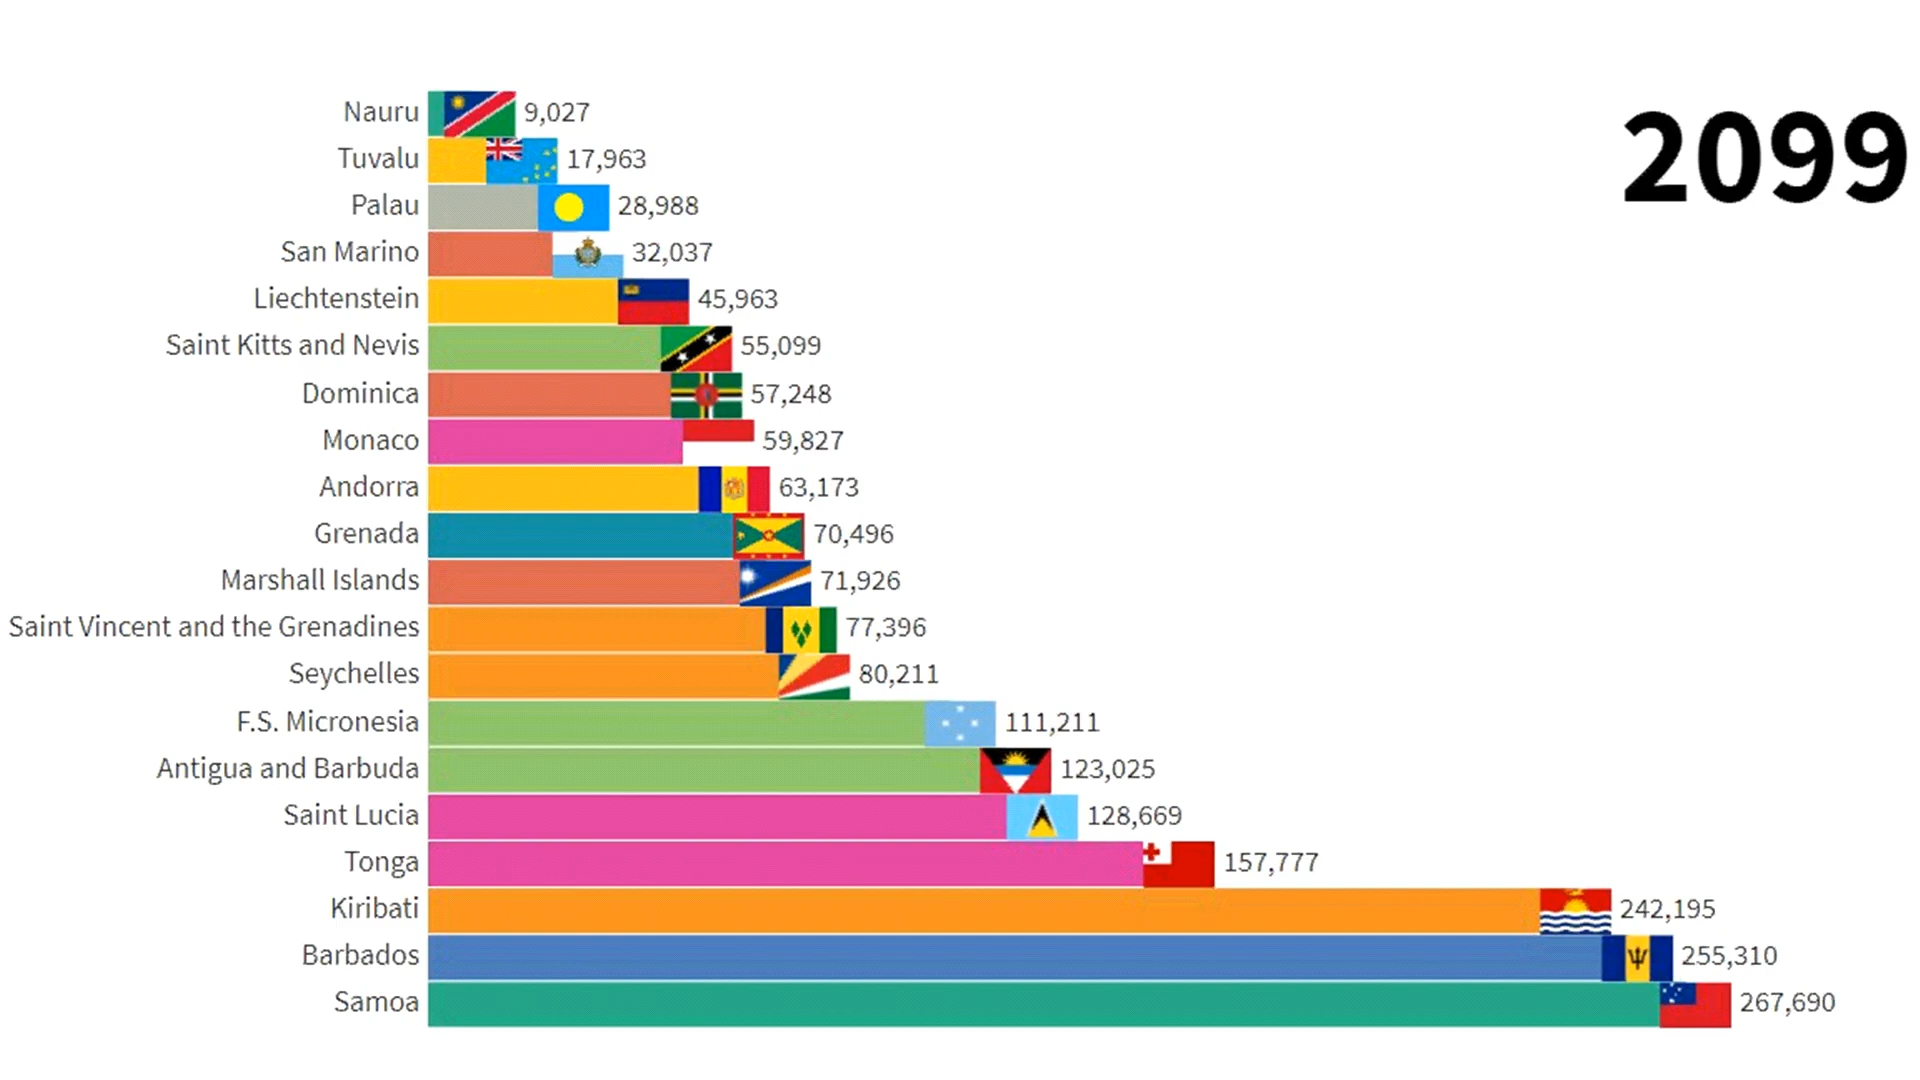 2099
Nauru 9,027
Tuvalu 17,963
Palau 28,988
San Marino 32,037
Liechtenstein 45,963
Saint Kitts and Nevis 55,099
Dominica 57,248
Monaco 59,827
Andorra 63,173
Grenada 70,496
Marshall Islands 71,926
Saint Vincent and the Grenadines 77,396
Seychelles 80,211
F.S. Micronesia 111,211
Antigua and Barbuda 123,025
Saint Lucia 128,669
Tonga 157,777
Kiribati 242,195
Barbados 255,310
Samoa 267,690